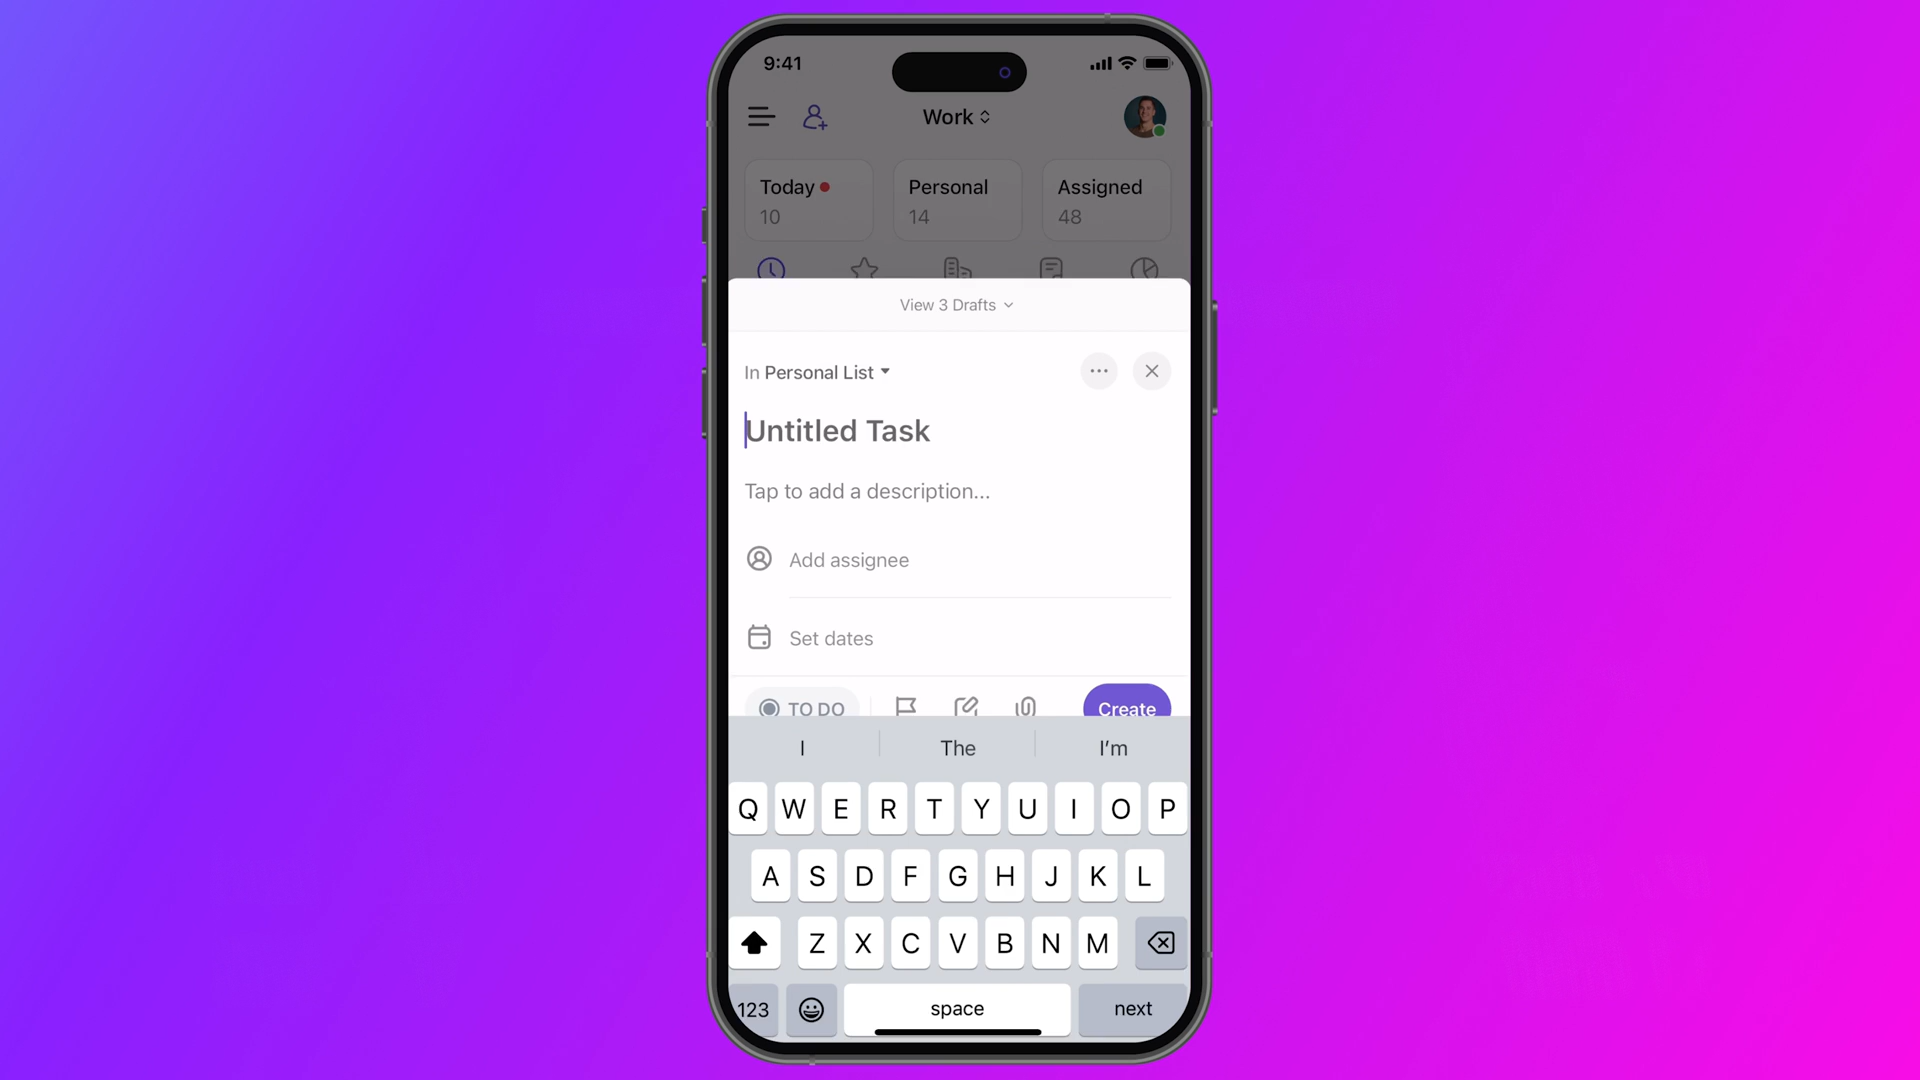 9:41
Work
Today
Personal
Assigned
10
14
48
View 3 Drafts
In Personal List
Untitled Task
Tap to add a description...
Add assignee
Set dates
TO DO
Create
I
The
I'm
Q W E R T Y U I O P
A S D F G H J K L
Z X C V B N M
123
space
next